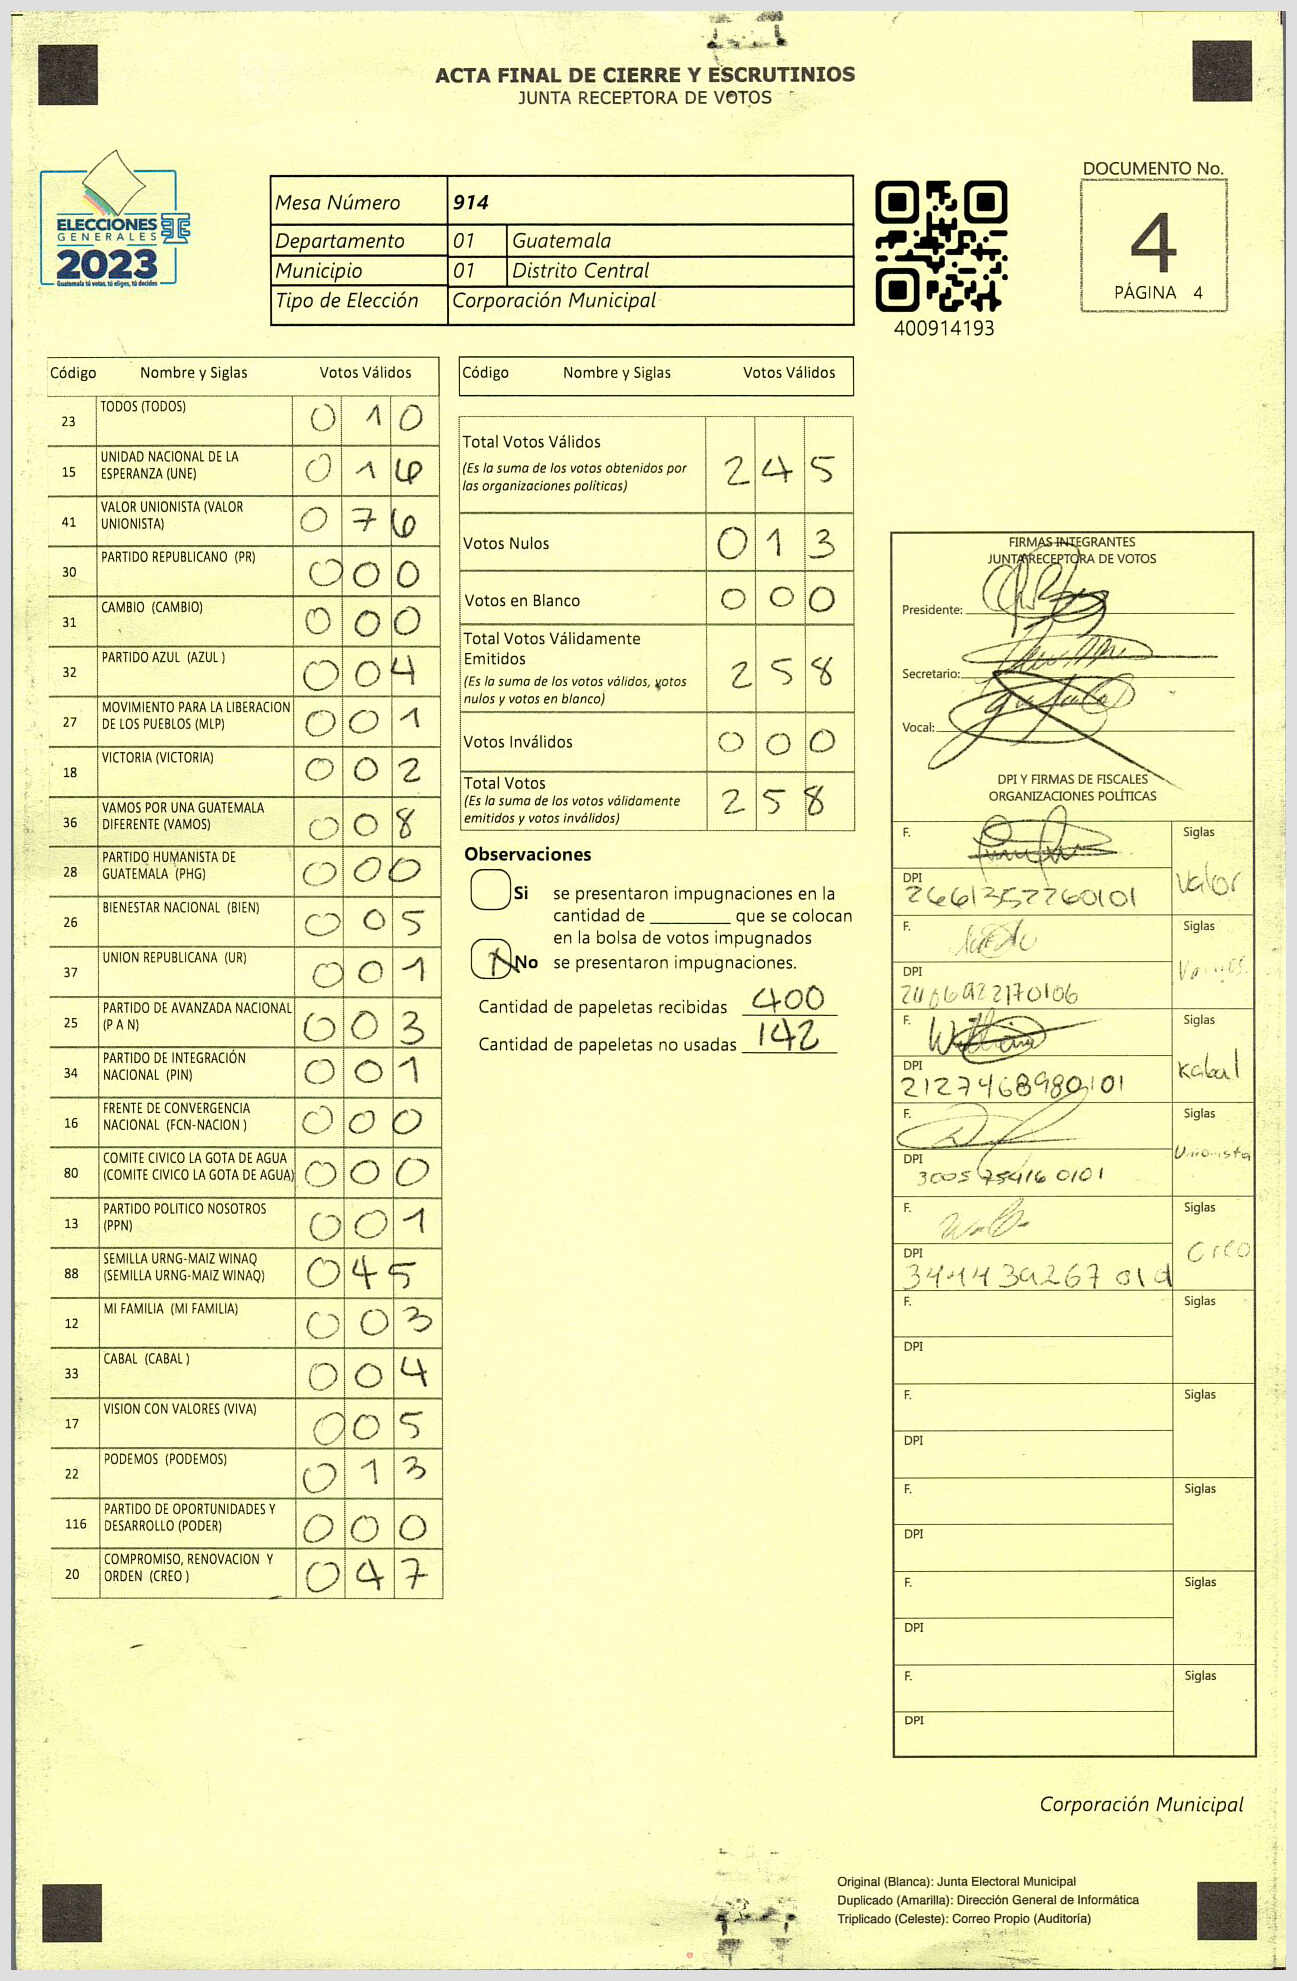 ACTA FINAL DE CIERRE Y ESCRUTINIOS
JUNTA RECEPTORA DE VOTOS
ELECCIONES
GENERALES
2023
Guatemala tú votas, tú eliges, tú decides
Mesa Número 914
Departamento 01 Guatemala
Municipio 01 Distrito Central
Tipo de Elección Corporación Municipal
400914193
DOCUMENTO No.
4
PÁGINA 4
Código Nombre y Siglas Votos Válidos
23 TODOS (TODOS) 0 1 0
15 UNIDAD NACIONAL DE LA
ESPERANZA (UNE) 0 1 6
41 VALOR UNIONISTA (VALOR
UNIONISTA) 0 7 6
30 PARTIDO REPUBLICANO (PR) 0 0 0
31 CAMBIO (CAMBIO) 0 0 0
32 PARTIDO AZUL (AZUL ) 0 0 4
27 MOVIMIENTO PARA LA LIBERACION
DE LOS PUEBLOS (MLP) 0 0 1
18 VICTORIA (VICTORIA) 0 0 2
36 VAMOS POR UNA GUATEMALA
DIFERENTE (VAMOS) 0 0 8
28 PARTIDO HUMANISTA DE
GUATEMALA (PHG) 0 0 0
26 BIENESTAR NACIONAL (BIEN) 0 0 5
37 UNION REPUBLICANA (UR) 0 0 1
25 PARTIDO DE AVANZADA NACIONAL
(P A N) 0 0 3
34 PARTIDO DE INTEGRACIÓN
NACIONAL (PIN) 0 0 1
16 FRENTE DE CONVERGENCIA
NACIONAL (FCN-NACION ) 0 0 0
80 COMITE CIVICO LA GOTA DE AGUA
(COMITE CIVICO LA GOTA DE AGUA) 0 0 0
13 PARTIDO POLITICO NOSOTROS
(PPN) 0 0 1
88 SEMILLA URNG-MAIZ WINAQ
(SEMILLA URNG-MAIZ WINAQ) 0 4 5
12 MI FAMILIA (MI FAMILIA) 0 0 3
33 CABAL (CABAL ) 0 0 4
17 VISION CON VALORES (VIVA) 0 0 5
22 PODEMOS (PODEMOS) 0 1 3
116 PARTIDO DE OPORTUNIDADES Y
DESARROLLO (PODER) 0 0 0
20 COMPROMISO, RENOVACION Y
ORDEN (CREO ) 0 4 7
Código Nombre y Siglas Votos Válidos
Total Votos Válidos 2 4 5
(Es la suma de los votos obtenidos por
las organizaciones políticas)
Votos Nulos 0 1 3
Votos en Blanco 0 0 0
Total Votos Válidamente
Emitidos 2 5 8
(Es la suma de los votos válidos, votos
nulos y votos en blanco)
Votos Inválidos 0 0 0
Total Votos 2 5 8
(Es la suma de los votos válidamente
emitidos y votos inválidos)
Observaciones
Si se presentaron impugnaciones en la
cantidad de ________ que se colocan
en la bolsa de votos impugnados
No se presentaron impugnaciones.
Cantidad de papeletas recibidas 400
Cantidad de papeletas no usadas 142
FIRMAS INTEGRANTES
JUNTA RECEPTORA DE VOTOS
Presidente:
Secretario:
Vocal:
DPI Y FIRMAS DE FISCALES
ORGANIZACIONES POLÍTICAS
F. Siglas
DPI Valor
2661352760101
F. Siglas
DPI Vamos
F. Siglas
DPI Kabal
2127468980101
F. Siglas
DPI Unionista
F. Siglas
DPI Creo
F. Siglas
DPI
F. Siglas
DPI
F. Siglas
DPI
F. Siglas
DPI
F. Siglas
DPI
Corporación Municipal
Original (Blanca): Junta Electoral Municipal
Duplicado (Amarilla): Dirección General de Informática
Triplicado (Celeste): Correo Propio (Auditoría)